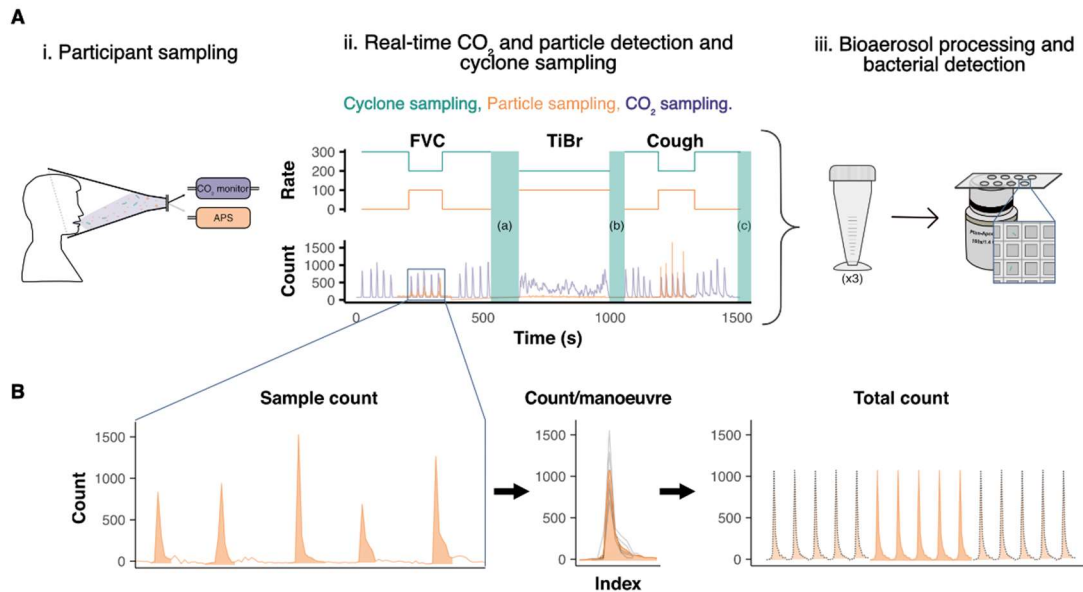 A
i. Participant sampling
ii. Real-time CO₂ and particle detection and
cyclone sampling
iii. Bioaerosol processing and
bacterial detection
Cyclone sampling, Particle sampling, CO₂ sampling.
FVC
TiBr
Cough
Rate
300
200
100
0
(a)
(b)
(c)
CO₂ monitor
APS
Count
1500
1000
500
0
0
500
1000
1500
Time (s)
(x3)
B
Sample count
Count/manoeuvre
Total count
Count
1500
1000
500
0
1500
1000
500
0
Index
1500
1000
500
0